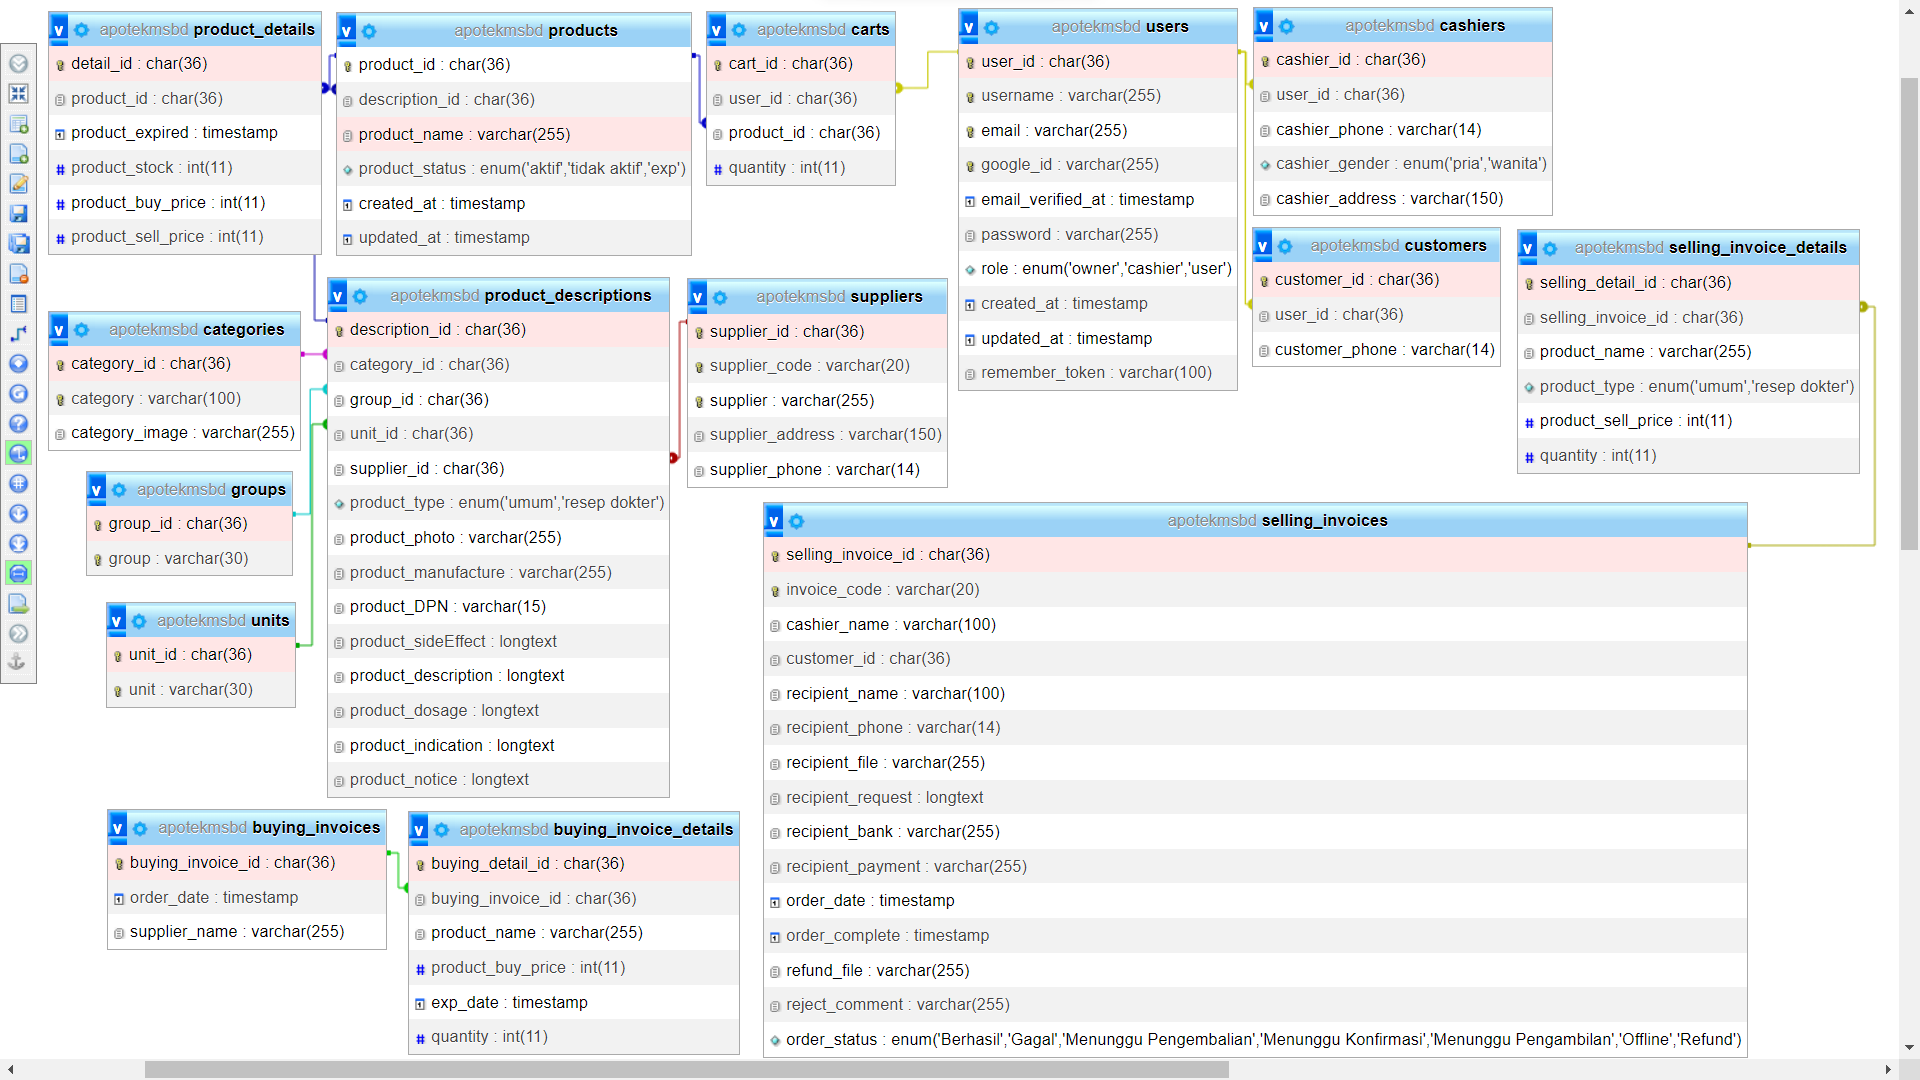 apotekmsbd product_details
detail_id : char(36)
product_id : char(36)
product_expired : timestamp
product_stock : int(11)
product_buy_price : int(11)
product_sell_price : int(11)
apotekmsbd products
product_id : char(36)
description_id : char(36)
product_name : varchar(255)
product_status : enum('aktif','tidak aktif','exp')
created_at : timestamp
updated_at : timestamp
apotekmsbd carts
cart_id : char(36)
user_id : char(36)
product_id : char(36)
quantity : int(11)
apotekmsbd users
user_id : char(36)
username : varchar(255)
email : varchar(255)
google_id : varchar(255)
email_verified_at : timestamp
password : varchar(255)
role : enum('owner','cashier','user')
created_at : timestamp
updated_at : timestamp
remember_token : varchar(100)
apotekmsbd cashiers
cashier_id : char(36)
user_id : char(36)
cashier_phone : varchar(14)
cashier_gender : enum('pria','wanita')
cashier_address : varchar(150)
apotekmsbd customers
customer_id : char(36)
user_id : char(36)
customer_phone : varchar(14)
apotekmsbd selling_invoice_details
selling_detail_id : char(36)
selling_invoice_id : char(36)
product_name : varchar(255)
product_type : enum('umum','resep dokter')
product_sell_price : int(11)
quantity : int(11)
apotekmsbd categories
category_id : char(36)
category : varchar(100)
category_image : varchar(255)
apotekmsbd product_descriptions
description_id : char(36)
category_id : char(36)
group_id : char(36)
unit_id : char(36)
supplier_id : char(36)
product_type : enum('umum','resep dokter')
product_photo : varchar(255)
product_manufacture : varchar(255)
product_DPN : varchar(15)
product_sideEffect : longtext
product_description : longtext
product_dosage : longtext
product_indication : longtext
product_notice : longtext
apotekmsbd suppliers
supplier_id : char(36)
supplier_code : varchar(20)
supplier : varchar(255)
supplier_address : varchar(150)
supplier_phone : varchar(14)
apotekmsbd groups
group_id : char(36)
group : varchar(30)
apotekmsbd units
unit_id : char(36)
unit : varchar(30)
apotekmsbd selling_invoices
selling_invoice_id : char(36)
invoice_code : varchar(20)
cashier_name : varchar(100)
customer_id : char(36)
recipient_name : varchar(100)
recipient_phone : varchar(14)
recipient_file : varchar(255)
recipient_request : longtext
recipient_bank : varchar(255)
recipient_payment : varchar(255)
order_date : timestamp
order_complete : timestamp
refund_file : varchar(255)
reject_comment : varchar(255)
order_status : enum('Berhasil','Gagal','Menunggu Pengembalian','Menunggu Konfirmasi','Menunggu Pengambilan','Offline','Refund')
apotekmsbd buying_invoices
buying_invoice_id : char(36)
order_date : timestamp
supplier_name : varchar(255)
apotekmsbd buying_invoice_details
buying_detail_id : char(36)
buying_invoice_id : char(36)
product_name : varchar(255)
product_buy_price : int(11)
exp_date : timestamp
quantity : int(11)